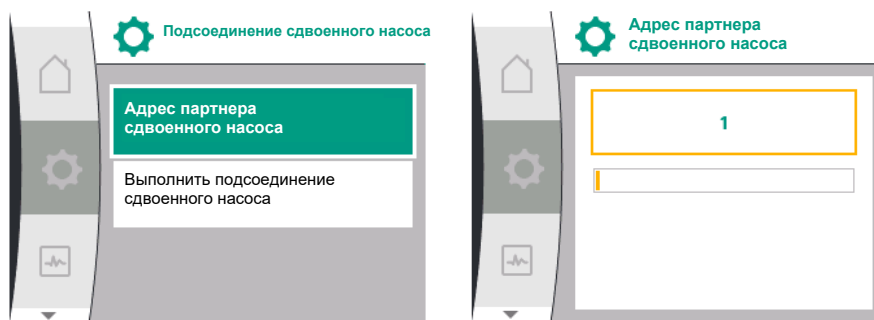 Подсоединение сдвоенного насоса
Адрес партнера
сдвоенного насоса
Выполнить подсоединение
сдвоенного насоса
Адрес партнера
сдвоенного насоса
1